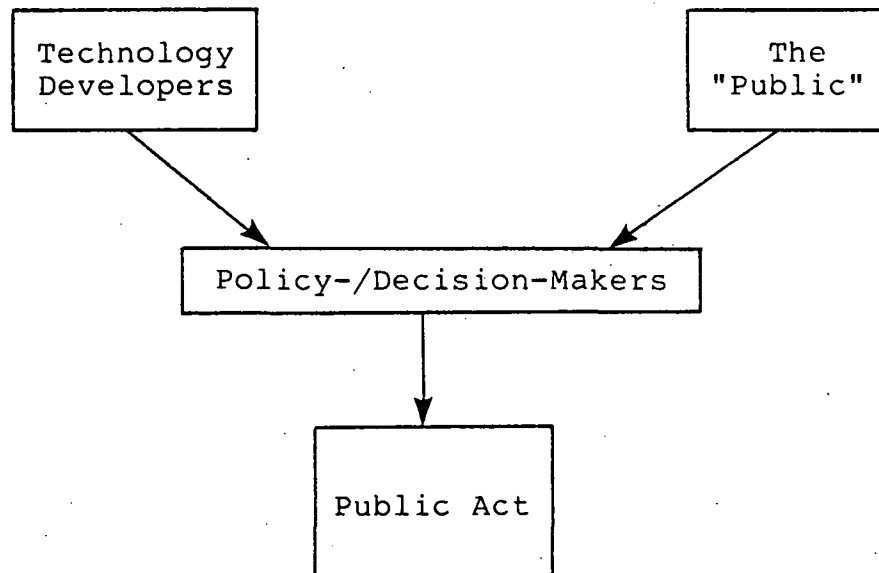 Technology
Developers
The
"Public"
Policy-/Decision-Makers
Public Act